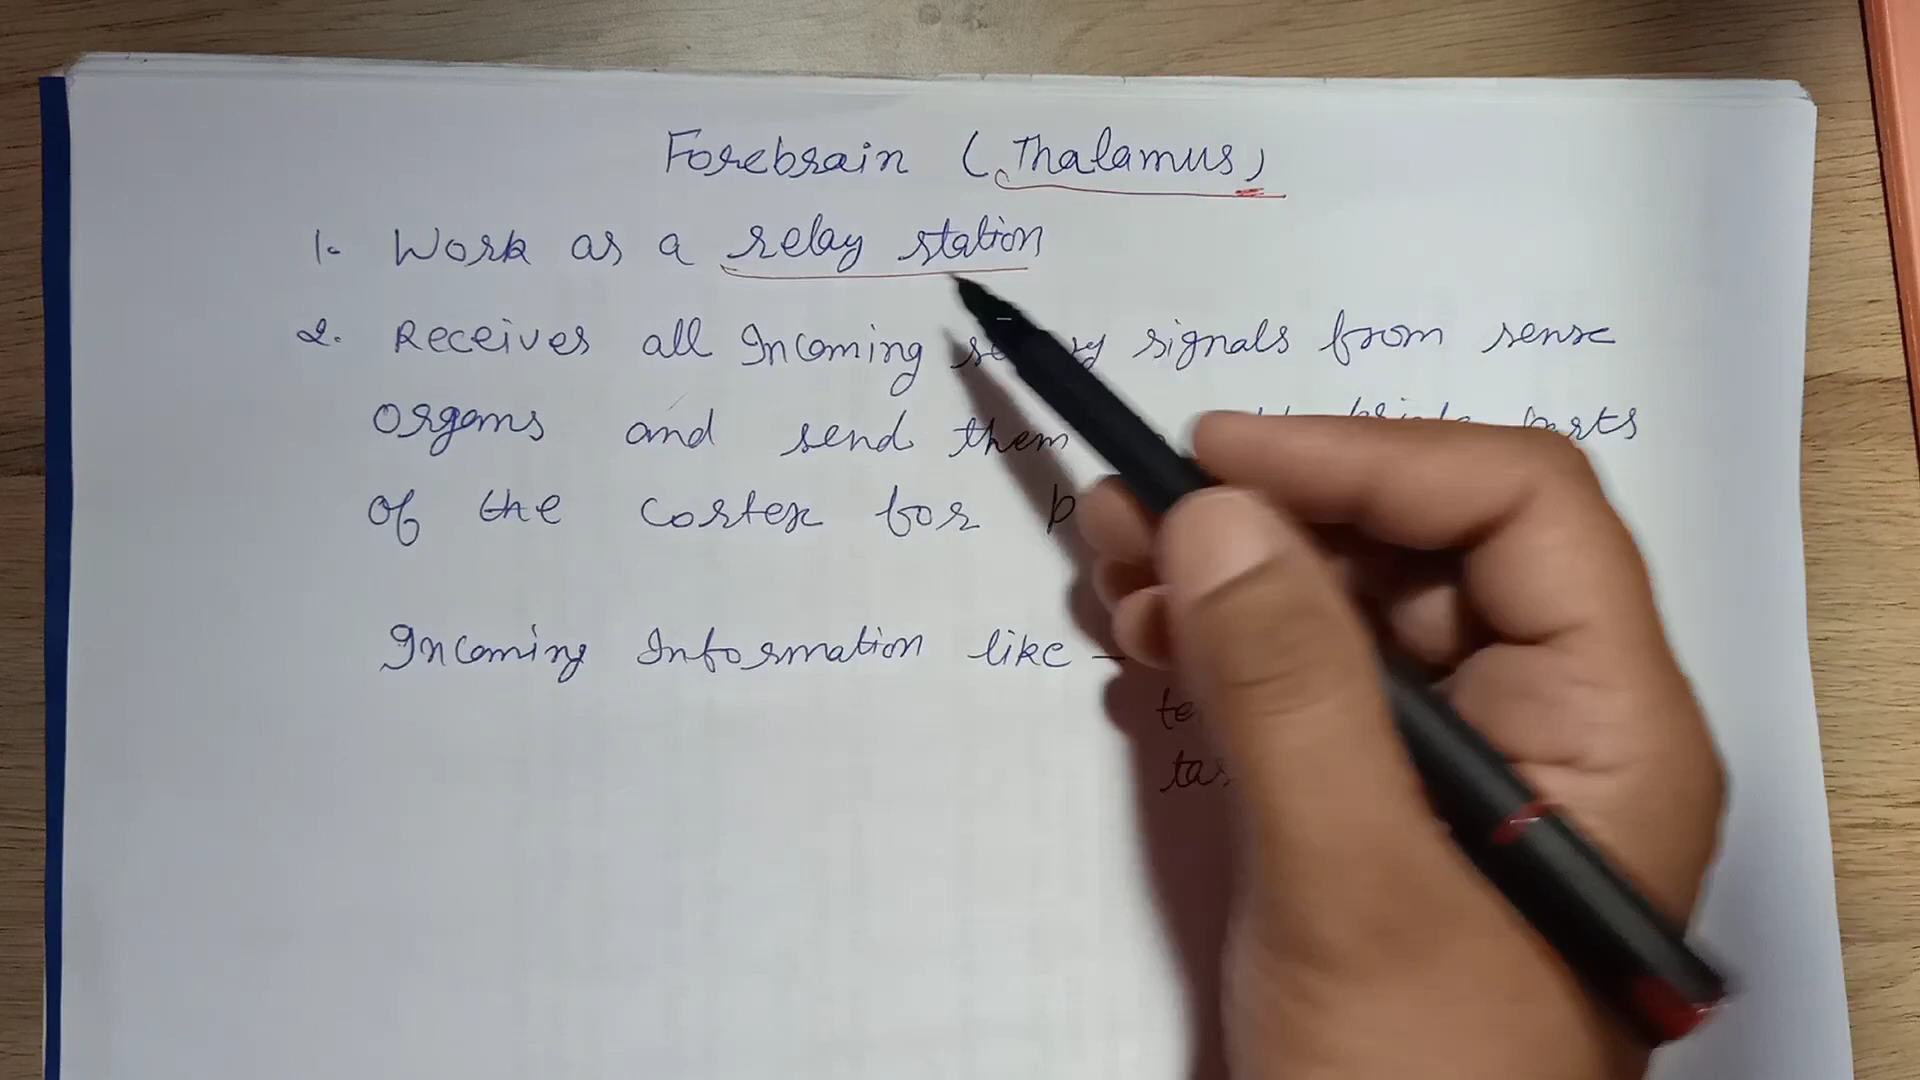 Forebrain (Thalamus)
1. Work as a relay station
2. Receives all Incoming signals from sense
organs and send them parts
of the cortex for
Incoming Information like -